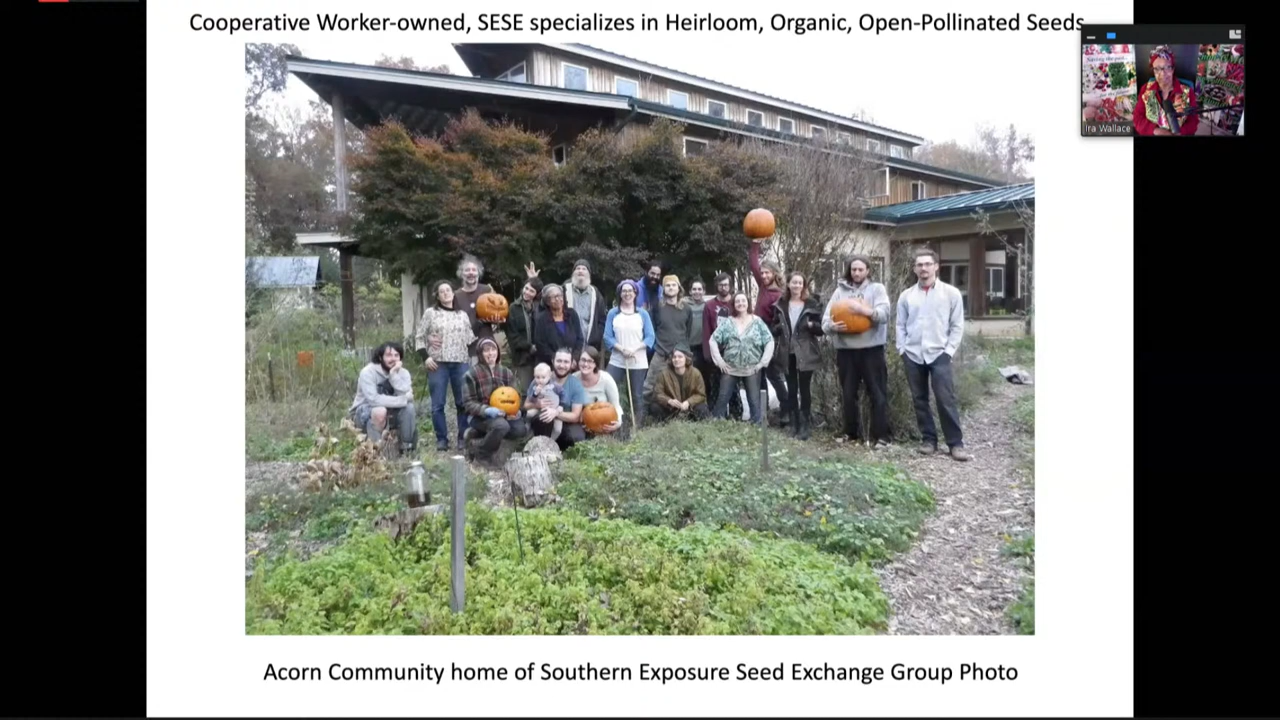 Cooperative Worker-owned, SESE specializes in Heirloom, Organic, Open-Pollinated Seeds
Ira Wallace
Acorn Community home of Southern Exposure Seed Exchange Group Photo